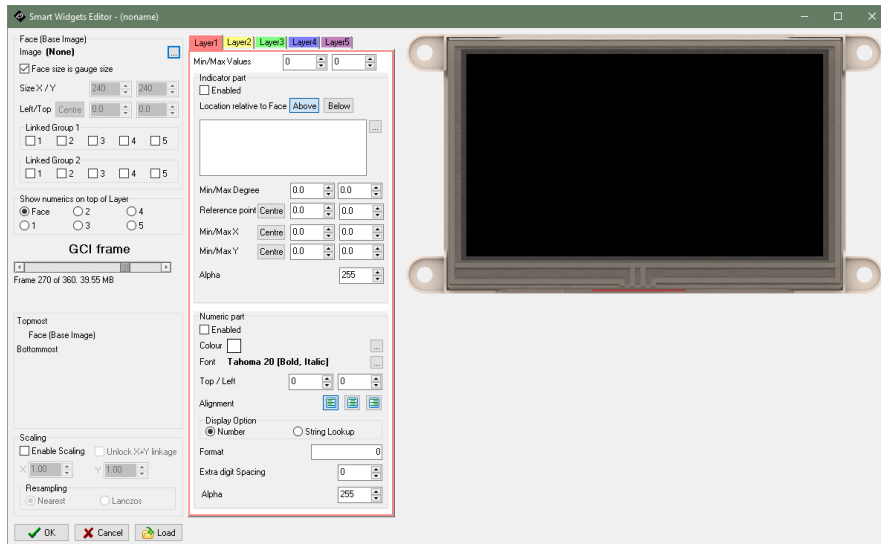 Smart Widgets Editor - (noname)
Face (Base Image)
Image (None)
...
Face size is gauge size
Size X / Y 240 240
Left/Top Centre 0.0 0.0
Linked Group 1
1 2 3 4 5
Linked Group 2
1 2 3 4 5
Show numerics on top of Layer
Face 2 4
1 3 5
GCI frame
Frame 270 of 360. 39.55 MB
Topmost
Face (Base Image)
Bottommost
Scaling
Enable Scaling Unlock X+Y linkage
X 1.00 Y 1.00
Resampling
Nearest Lanczos
OK Cancel Load
Layer1 Layer2 Layer3 Layer4 Layer5
Min/Max Values 0 0
Indicator part
Enabled
Location relative to Face Above Below
...
Min/Max Degree 0.0 0.0
Reference point Centre 0.0 0.0
Min/Max X Centre 0.0 0.0
Min/Max Y Centre 0.0 0.0
Alpha 255
Numeric part
Enabled
Colour ...
Font Tahoma 20 [Bold, Italic] ...
Top / Left 0 0
Alignment
Display Option
Number String Lookup
Format 0
Extra digit Spacing 0
Alpha 255